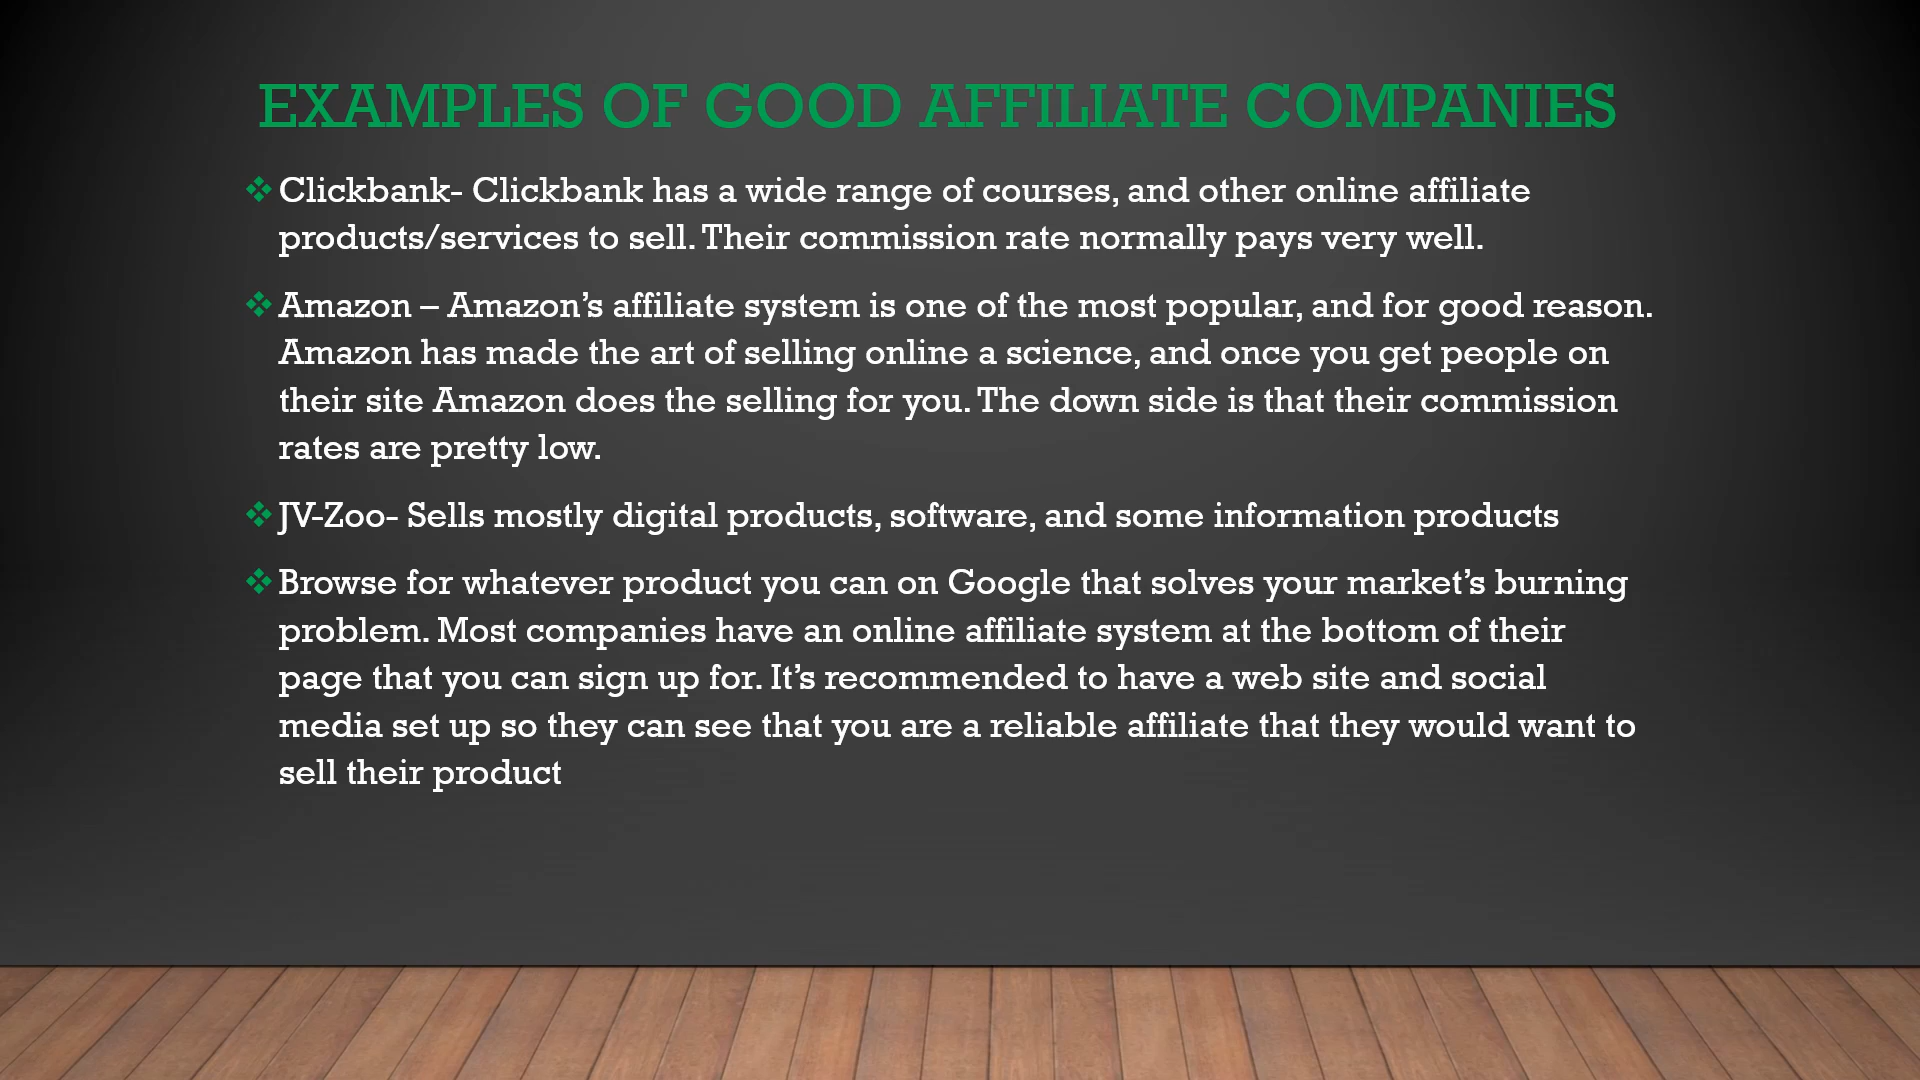 EXAMPLES OF GOOD AFFILIATE COMPANIES
Clickbank- Clickbank has a wide range of courses, and other online affiliate
products/services to sell. Their commission rate normally pays very well.
Amazon – Amazon’s affiliate system is one of the most popular, and for good reason.
Amazon has made the art of selling online a science, and once you get people on
their site Amazon does the selling for you. The down side is that their commission
rates are pretty low.
JV-Zoo- Sells mostly digital products, software, and some information products
Browse for whatever product you can on Google that solves your market’s burning
problem. Most companies have an online affiliate system at the bottom of their
page that you can sign up for. It’s recommended to have a web site and social
media set up so they can see that you are a reliable affiliate that they would want to
sell their product